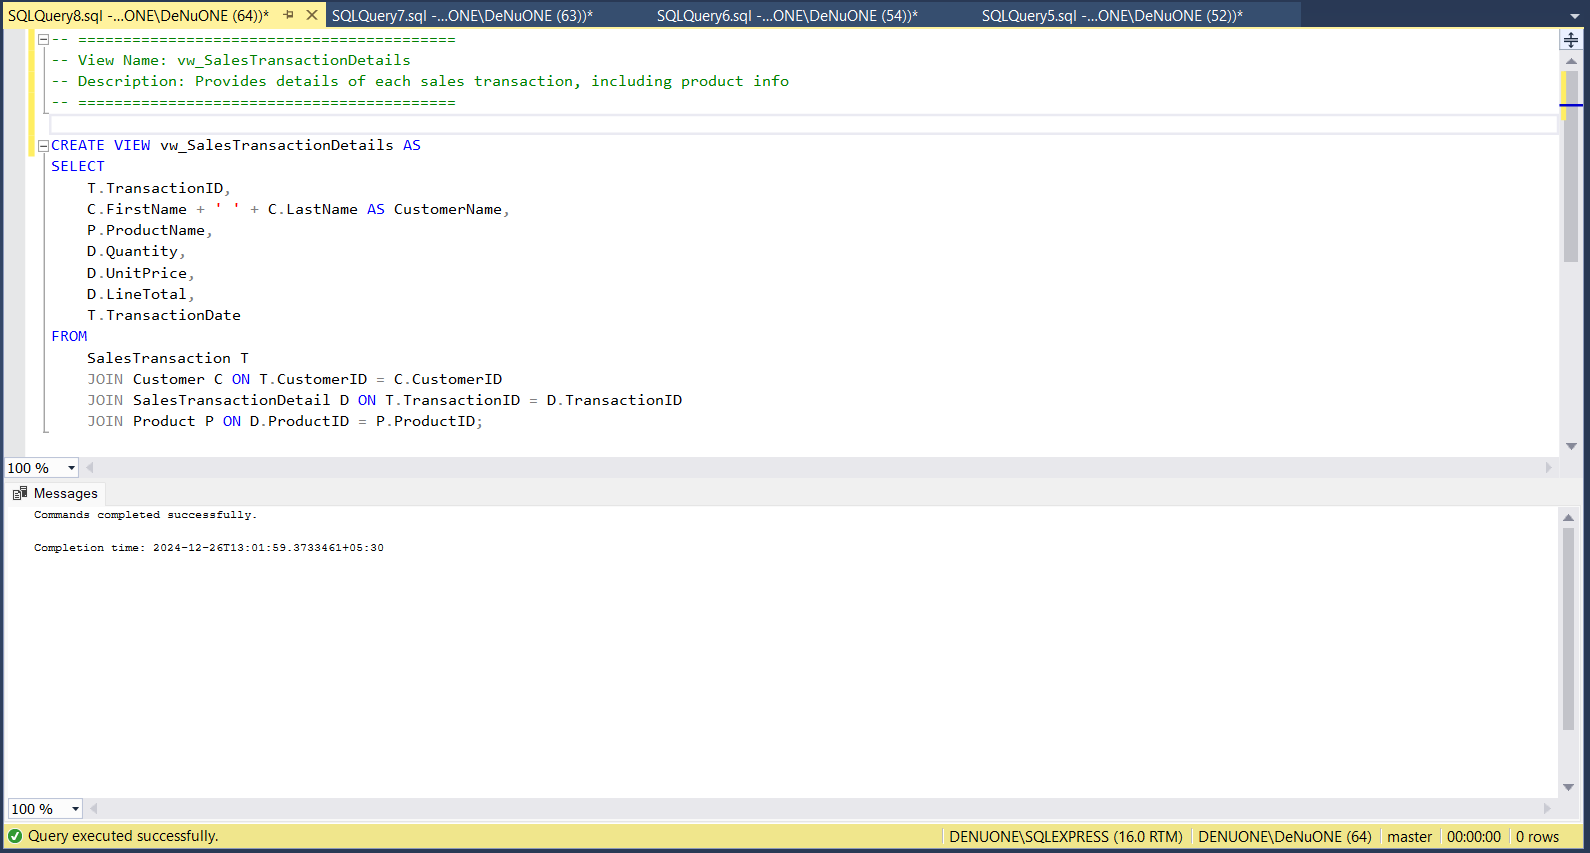 SQLQuery8.sql -...ONE\DeNuONE (64))* SQLQuery7.sql -...ONE\DeNuONE (63))* SQLQuery6.sql -...ONE\DeNuONE (54))* SQLQuery5.sql -...ONE\DeNuONE (52))*
-- ==========================================
-- View Name: vw_SalesTransactionDetails
-- Description: Provides details of each sales transaction, including product info
-- ==========================================
CREATE VIEW vw_SalesTransactionDetails AS
SELECT
    T.TransactionID,
    C.FirstName + ' ' + C.LastName AS CustomerName,
    P.ProductName,
    D.Quantity,
    D.UnitPrice,
    D.LineTotal,
    T.TransactionDate
FROM
    SalesTransaction T
    JOIN Customer C ON T.CustomerID = C.CustomerID
    JOIN SalesTransactionDetail D ON T.TransactionID = D.TransactionID
    JOIN Product P ON D.ProductID = P.ProductID;
100 %
Messages
Commands completed successfully.
Completion time: 2024-12-26T13:01:59.3733461+05:30
100 %
Query executed successfully. DENUONE\SQLEXPRESS (16.0 RTM) DENUONE\DeNuONE (64) master 00:00:00 0 rows